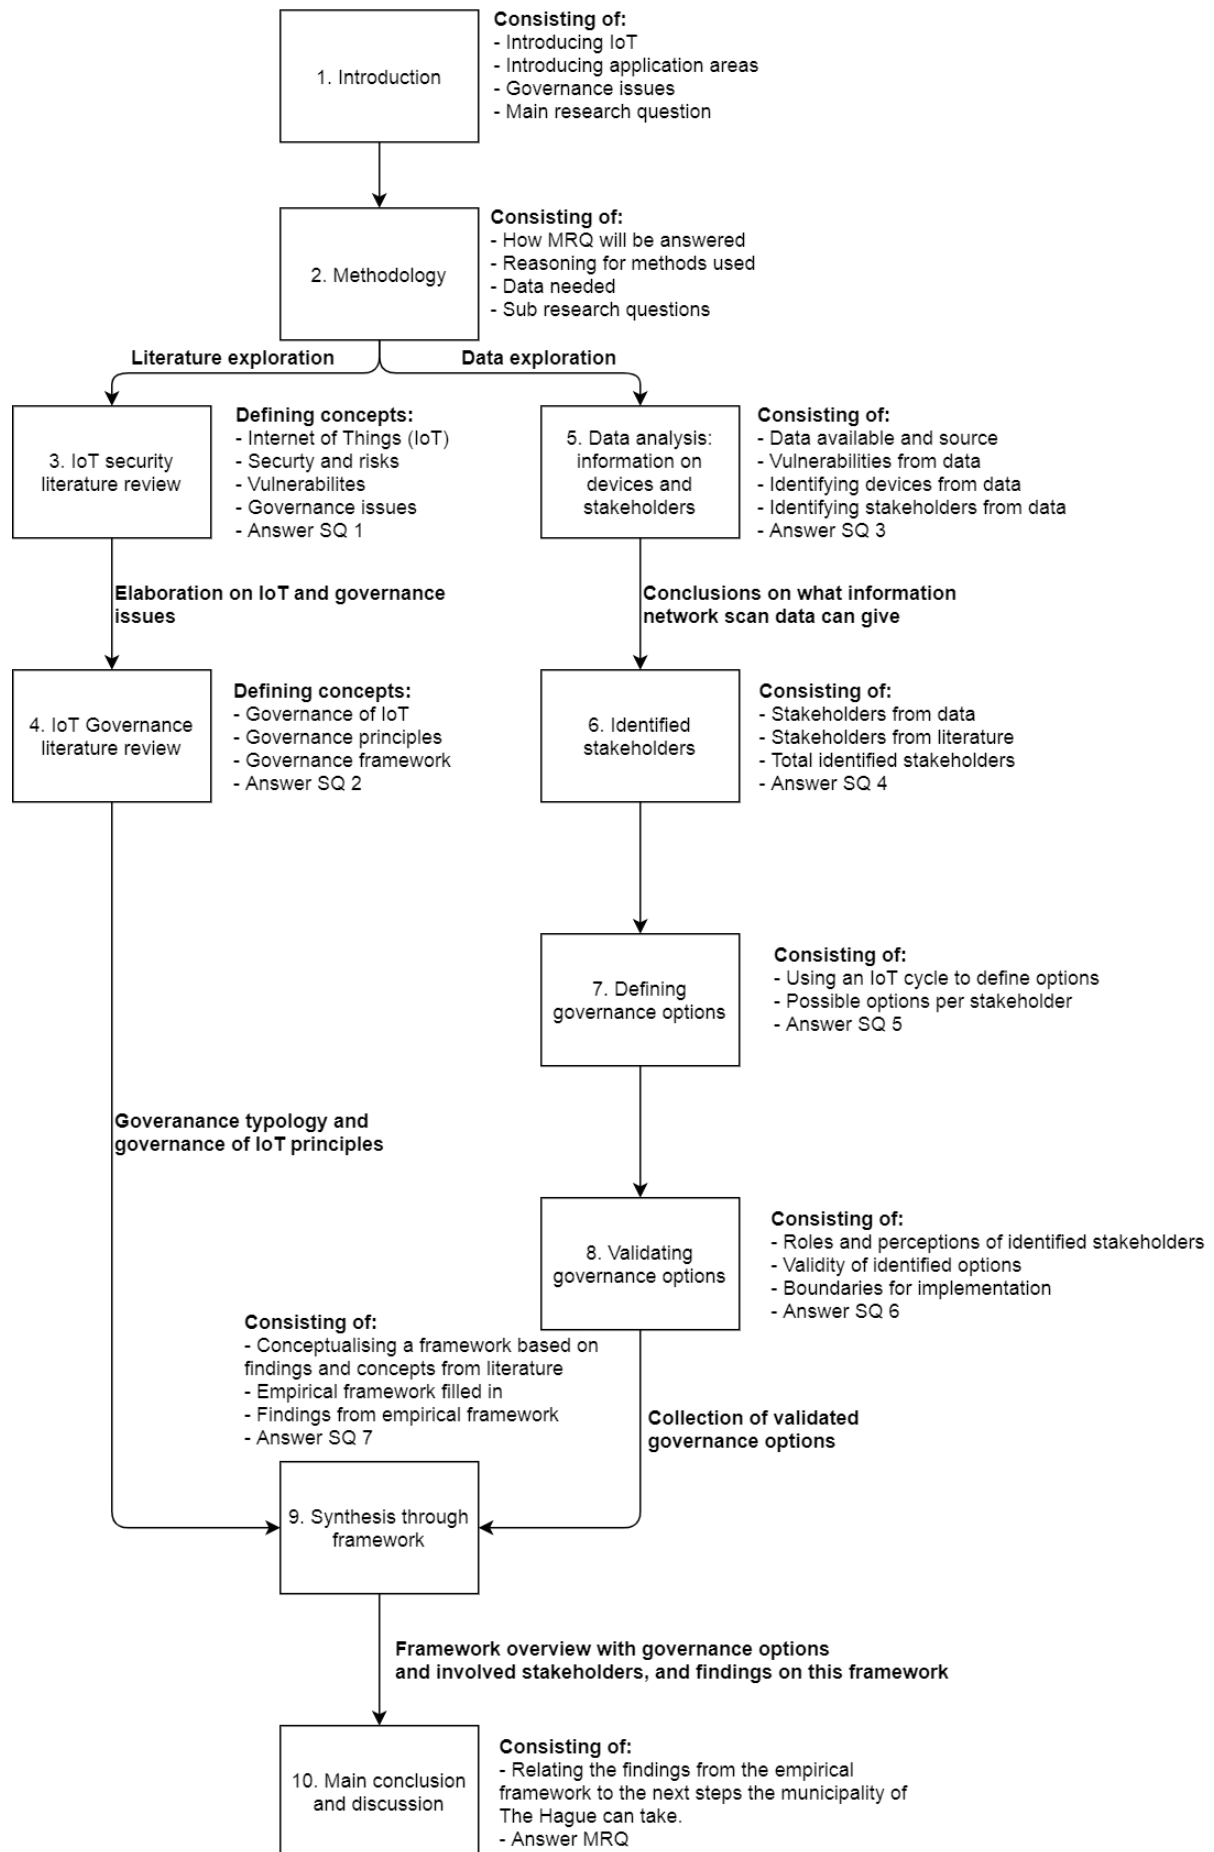 1. Introduction
Consisting of:
- Introducing IoT
- Introducing application areas
- Governance issues
- Main research question
2. Methodology
Consisting of:
- How MRQ will be answered
- Reasoning for methods used
- Data needed
- Sub research questions
Literature exploration
Data exploration
3. IoT security
literature review
Defining concepts:
- Internet of Things (IoT)
- Securty and risks
- Vulnerabilites
- Governance issues
- Answer SQ 1
5. Data analysis:
information on
devices and
stakeholders
Consisting of:
- Data available and source
- Vulnerabilities from data
- Identifying devices from data
- Identifying stakeholders from data
- Answer SQ 3
Elaboration on IoT and governance
issues
Conclusions on what information
network scan data can give
4. IoT Governance
literature review
Defining concepts:
- Governance of IoT
- Governance principles
- Governance framework
- Answer SQ 2
6. Identified
stakeholders
Consisting of:
- Stakeholders from data
- Stakeholders from literature
- Total identified stakeholders
- Answer SQ 4
7. Defining
governance options
Consisting of:
- Using an IoT cycle to define options
- Possible options per stakeholder
- Answer SQ 5
Goveranance typology and
governance of IoT principles
8. Validating
governance options
Consisting of:
- Roles and perceptions of identified stakeholders
- Validity of identified options
- Boundaries for implementation
- Answer SQ 6
Consisting of:
- Conceptualising a framework based on
findings and concepts from literature
- Empirical framework filled in
- Findings from empirical framework
- Answer SQ 7
Collection of validated
governance options
9. Synthesis through
framework
Framework overview with governance options
and involved stakeholders, and findings on this framework
10. Main conclusion
and discussion
Consisting of:
- Relating the findings from the empirical
framework to the next steps the municipality of
The Hague can take.
- Answer MRQ